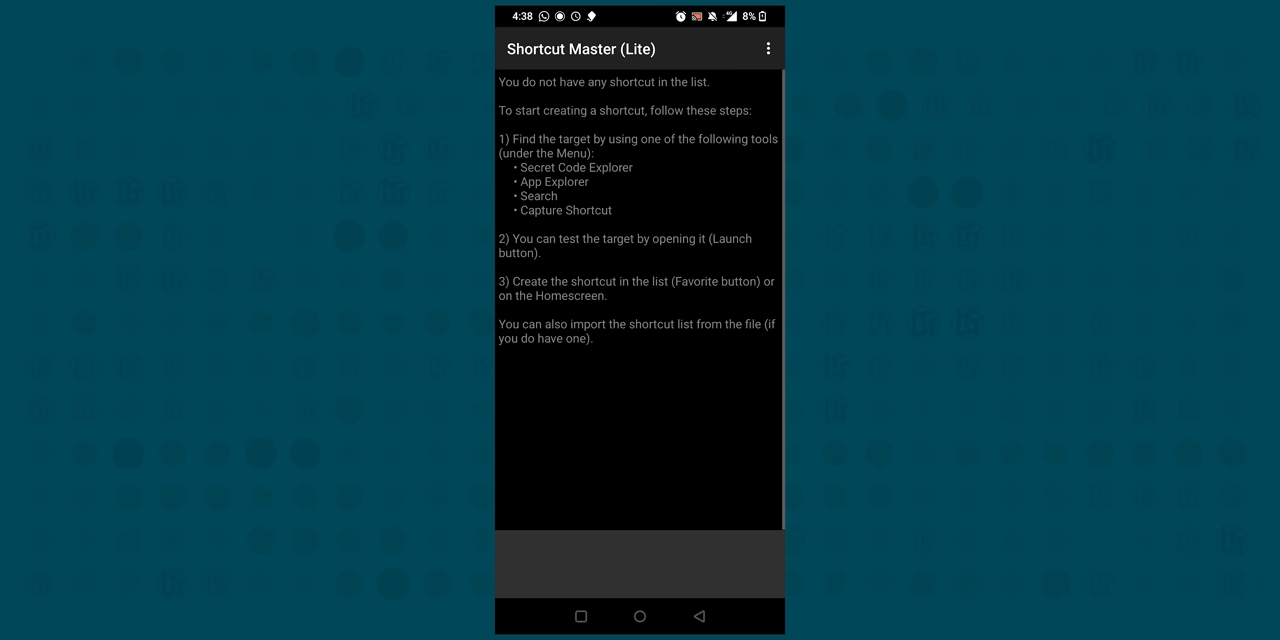 4:38
4G
8%
Shortcut Master (Lite)
You do not have any shortcut in the list.
To start creating a shortcut, follow these steps:
1) Find the target by using one of the following tools
(under the Menu):
• Secret Code Explorer
• App Explorer
• Search
• Capture Shortcut
2) You can test the target by opening it (Launch
button).
3) Create the shortcut in the list (Favorite button) or
on the Homescreen.
You can also import the shortcut list from the file (if
you do have one).